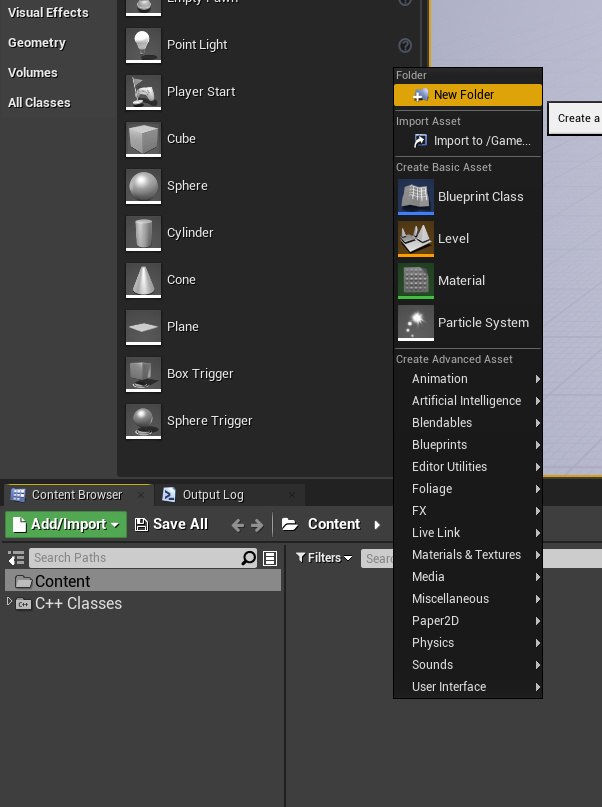 Visual Effects
Geometry
Volumes
All Classes
Empty Pawn
Point Light
Player Start
Cube
Sphere
Cylinder
Cone
Plane
Box Trigger
Sphere Trigger
Folder
New Folder
Create a
Import Asset
Import to /Game...
Create Basic Asset
Blueprint Class
Level
Material
Particle System
Create Advanced Asset
Animation
Artificial Intelligence
Blendables
Blueprints
Editor Utilities
Foliage
FX
Live Link
Materials & Textures
Media
Miscellaneous
Paper2D
Physics
Sounds
User Interface
Content Browser
Output Log
Add/Import
Save All
Content
Search Paths
Filters
Sear
Content
C++ Classes